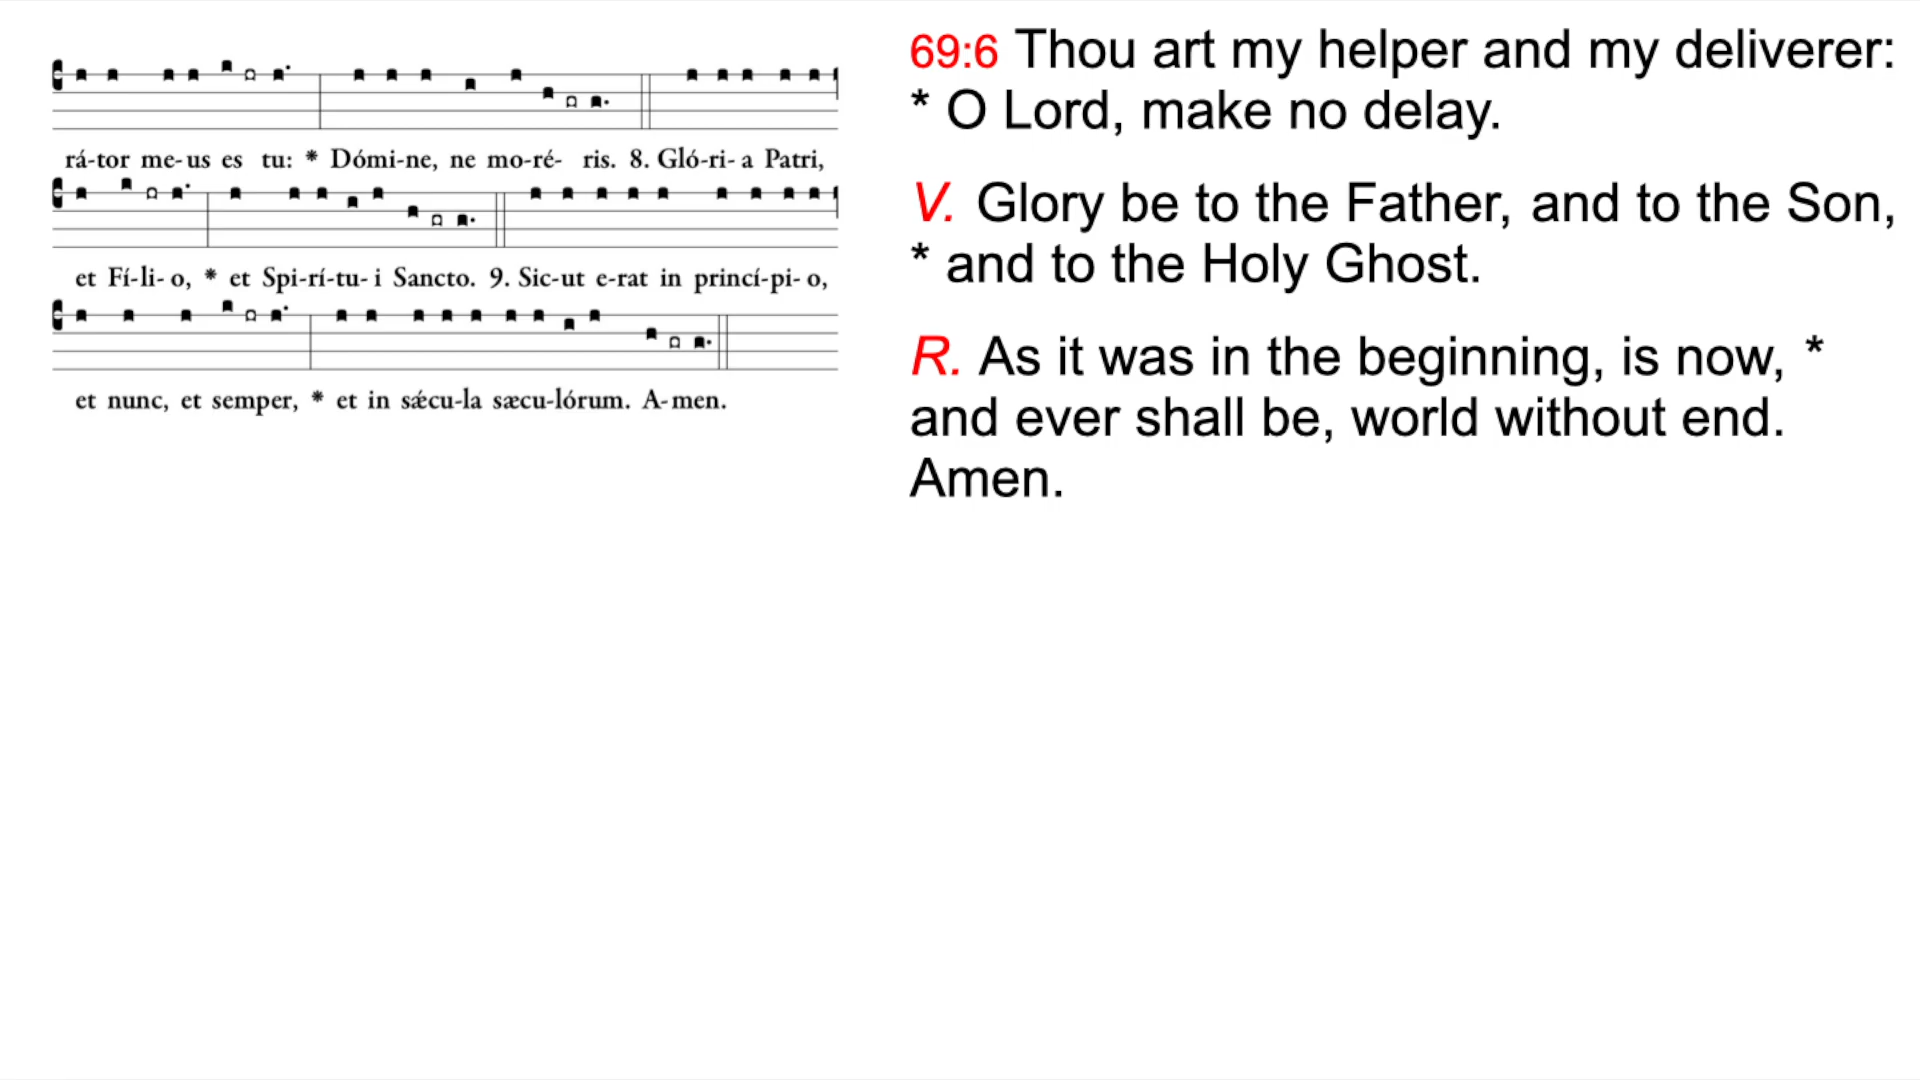 rá-tor me-us es tu: * Dómi-ne, ne mo-ré- ris. 8. Gló-ri- a Patri,
et Fí-li- o, * et Spi-rí-tu- i Sancto. 9. Sic-ut e-rat in princí-pi- o,
et nunc, et semper, * et in sǽcu-la sæcu-lórum. A-men.
69:6 Thou art my helper and my deliverer:
* O Lord, make no delay.
V. Glory be to the Father, and to the Son,
* and to the Holy Ghost.
R. As it was in the beginning, is now, *
and ever shall be, world without end.
Amen.